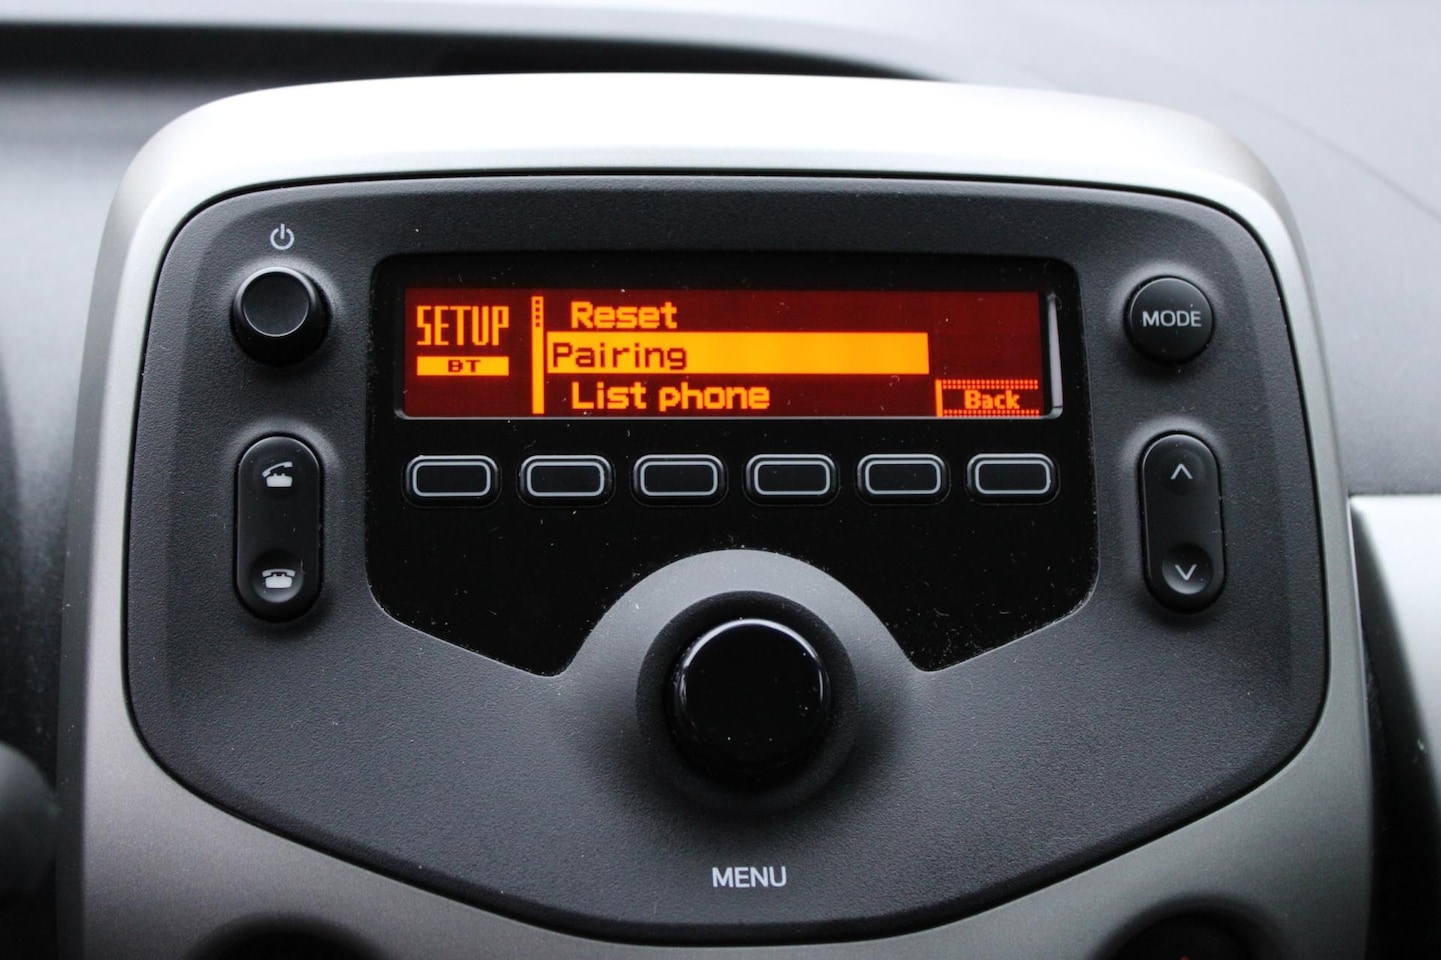 SETUP
BT
Reset
Pairing
List phone
Back
MODE
MENU